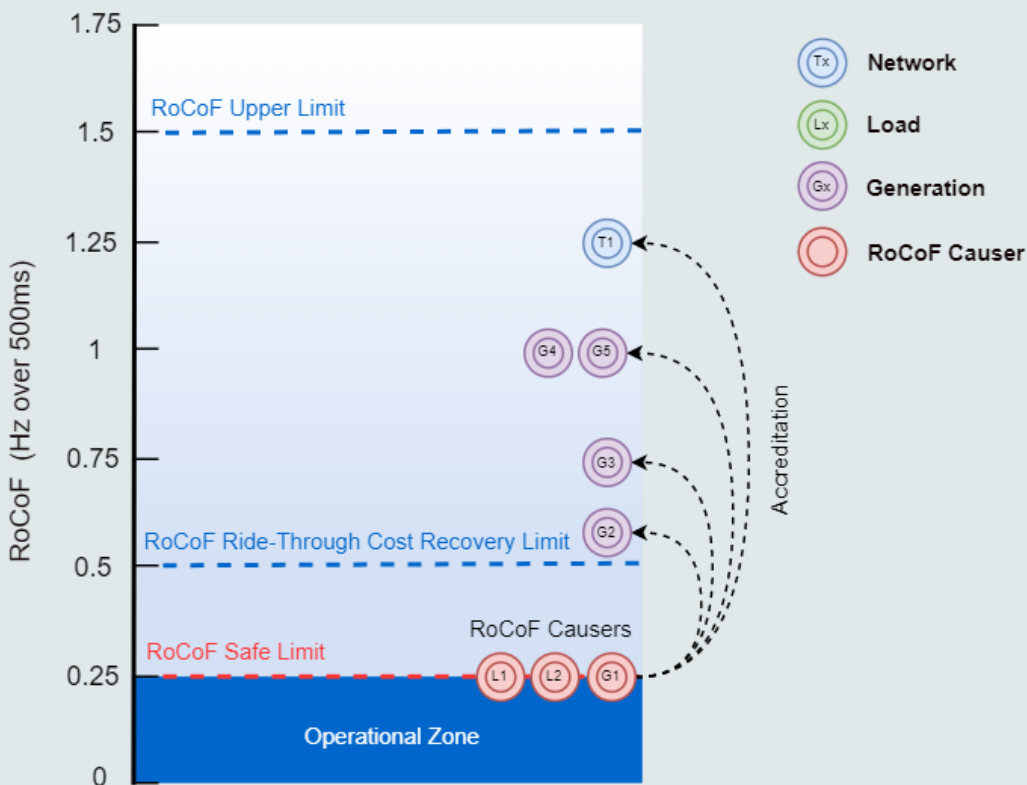 1.75
RoCoF Upper Limit
1.5
1.25
1
0.75
RoCoF Ride-Through Cost Recovery Limit
0.5
RoCoF Causers
RoCoF Safe Limit
0.25
Operational Zone
0
RoCoF (Hz over 500ms)
T1
G4
G5
G3
G2
L1
L2
G1
Accreditation
Tx Network
Lx Load
Gx Generation
RoCoF Causer